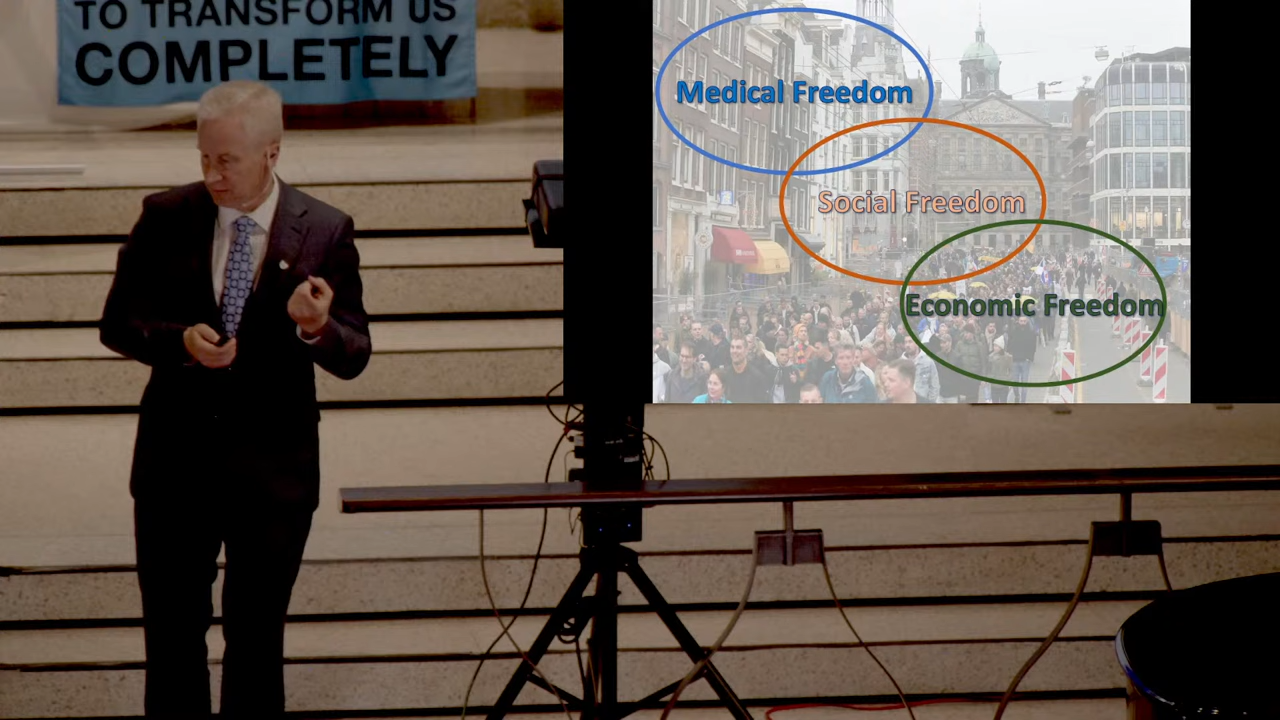 TO TRANSFORM US
COMPLETELY
Medical Freedom
Social Freedom
Economic Freedom